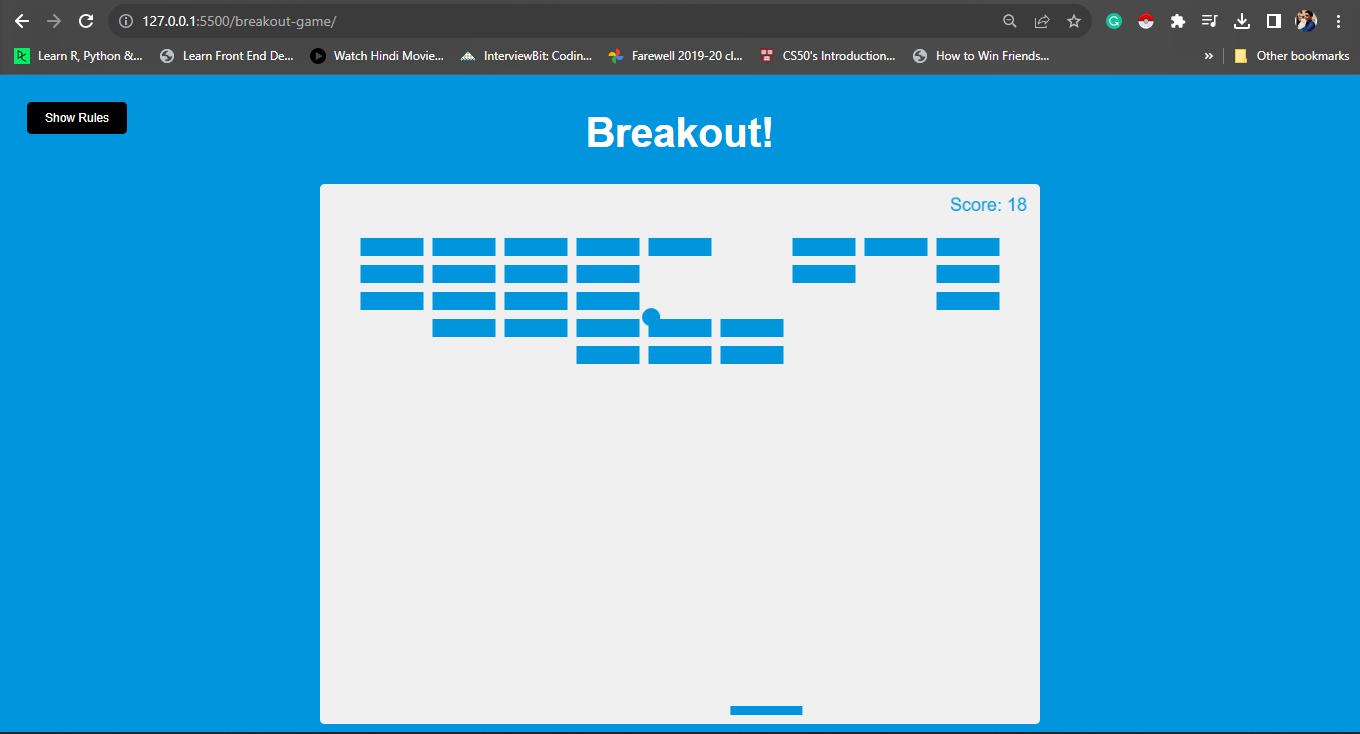 127.0.0.1:5500/breakout-game/
Learn R, Python &... Learn Front End De... Watch Hindi Movie... InterviewBit: Codin... Farewell 2019-20 cl... CS50's Introduction... How to Win Friends... » Other bookmarks
Show Rules
Breakout!
Score: 18